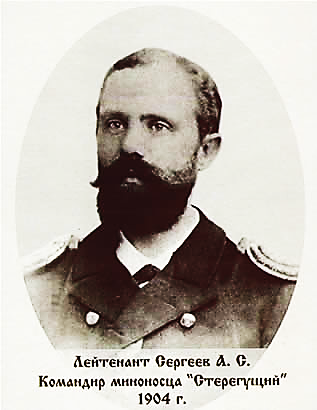 Лейтенант Сергеев А. С.
Командир миноносца "Стерегущий"
1904 г.